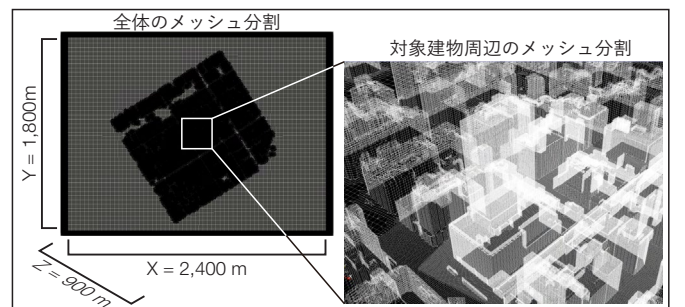 全体のメッシュ分割
対象建物周辺のメッシュ分割
Y = 1,800m
X = 2,400 m
Z = 900 m